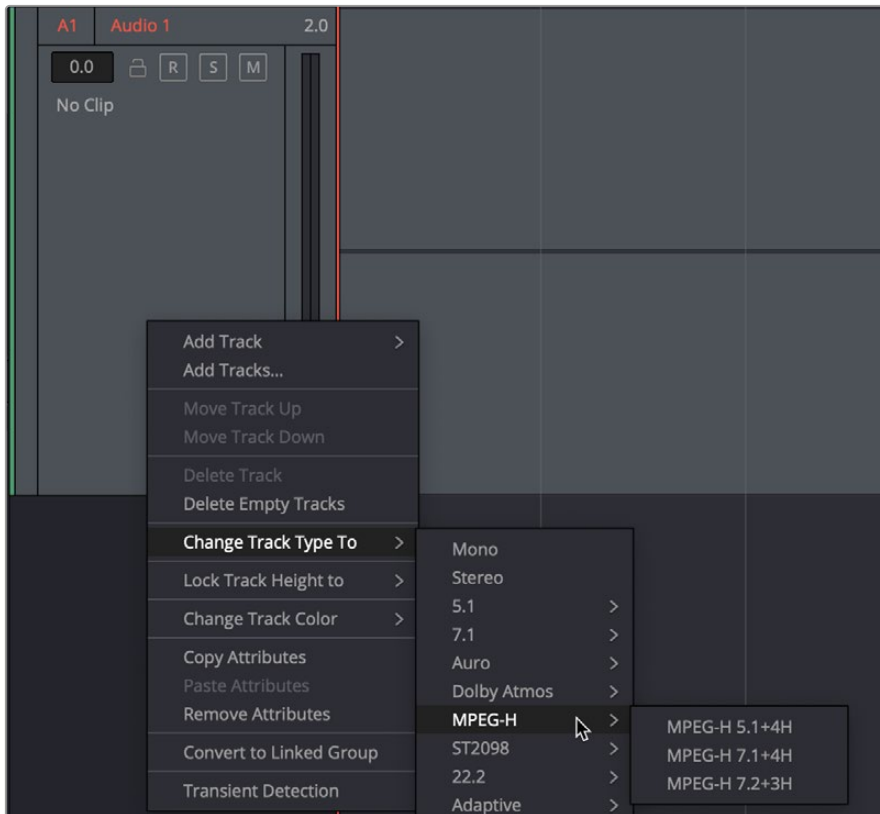 A1 Audio 1 2.0
0.0 R S M
No Clip
Add Track
Add Tracks...
Move Track Up
Move Track Down
Delete Track
Delete Empty Tracks
Change Track Type To
Lock Track Height to
Change Track Color
Copy Attributes
Paste Attributes
Remove Attributes
Convert to Linked Group
Transient Detection
Mono
Stereo
5.1
7.1
Auro
Dolby Atmos
MPEG-H
ST2098
22.2
Adaptive
MPEG-H 5.1+4H
MPEG-H 7.1+4H
MPEG-H 7.2+3H